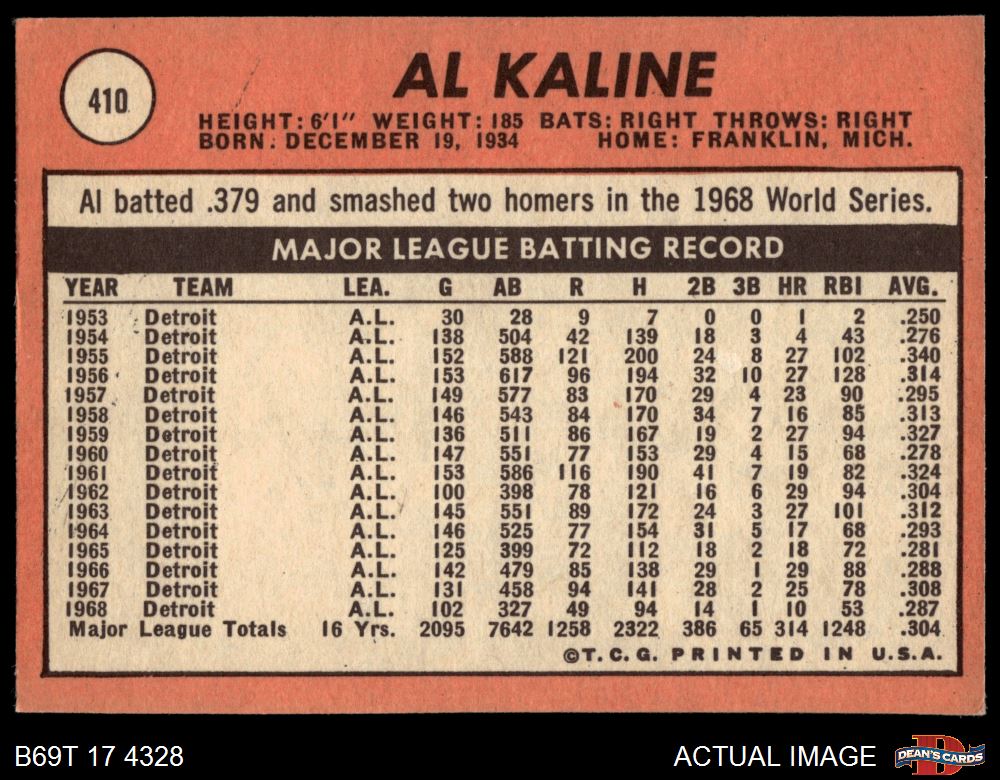 410
AL KALINE
HEIGHT: 6'1" WEIGHT: 185 BATS: RIGHT THROWS: RIGHT
BORN: DECEMBER 19, 1934 HOME: FRANKLIN, MICH.
Al batted .379 and smashed two homers in the 1968 World Series.
MAJOR LEAGUE BATTING RECORD
YEAR TEAM LEA. G AB R H 2B 3B HR RBI AVG.
1953 Detroit A.L. 30 28 9 7 0 0 1 2 .250
1954 Detroit A.L. 138 504 42 139 18 3 4 43 .276
1955 Detroit A.L. 152 588 121 200 24 8 27 102 .340
1956 Detroit A.L. 153 617 96 194 32 10 27 128 .314
1957 Detroit A.L. 149 577 83 170 29 4 23 90 .295
1958 Detroit A.L. 146 543 84 170 34 7 16 85 .313
1959 Detroit A.L. 136 511 86 167 19 2 27 94 .327
1960 Detroit A.L. 147 551 77 153 29 4 15 68 .278
1961 Detroit A.L. 153 586 116 190 41 7 19 82 .324
1962 Detroit A.L. 100 398 78 121 16 6 29 94 .304
1963 Detroit A.L. 145 551 89 172 24 3 27 101 .312
1964 Detroit A.L. 146 525 77 154 31 5 17 68 .293
1965 Detroit A.L. 125 399 72 112 18 2 18 72 .281
1966 Detroit A.L. 142 479 85 138 29 1 29 88 .288
1967 Detroit A.L. 131 458 94 141 28 2 25 78 .308
1968 Detroit A.L. 102 327 49 94 14 1 10 53 .287
Major League Totals 16 Yrs. 2095 7642 1258 2322 386 65 314 1248 .304
©T.C.G. PRINTED IN U.S.A.
B69T 17 4328
ACTUAL IMAGE
D
DEAN'S CARDS